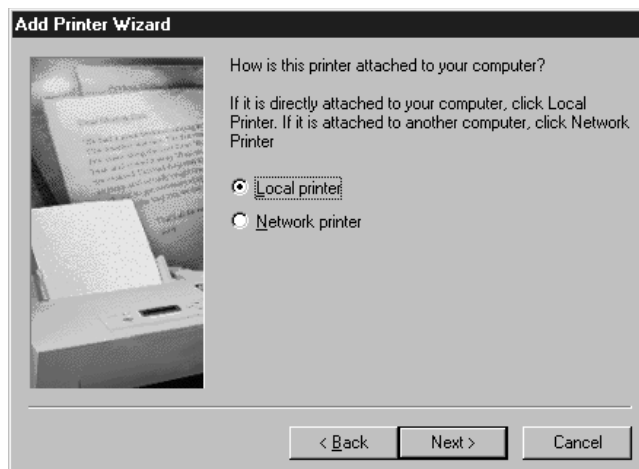 Add Printer Wizard
How is this printer attached to your computer?
If it is directly attached to your computer, click Local
Printer. If it is attached to another computer, click Network
Printer
Local printer
Network printer
< Back
Next >
Cancel